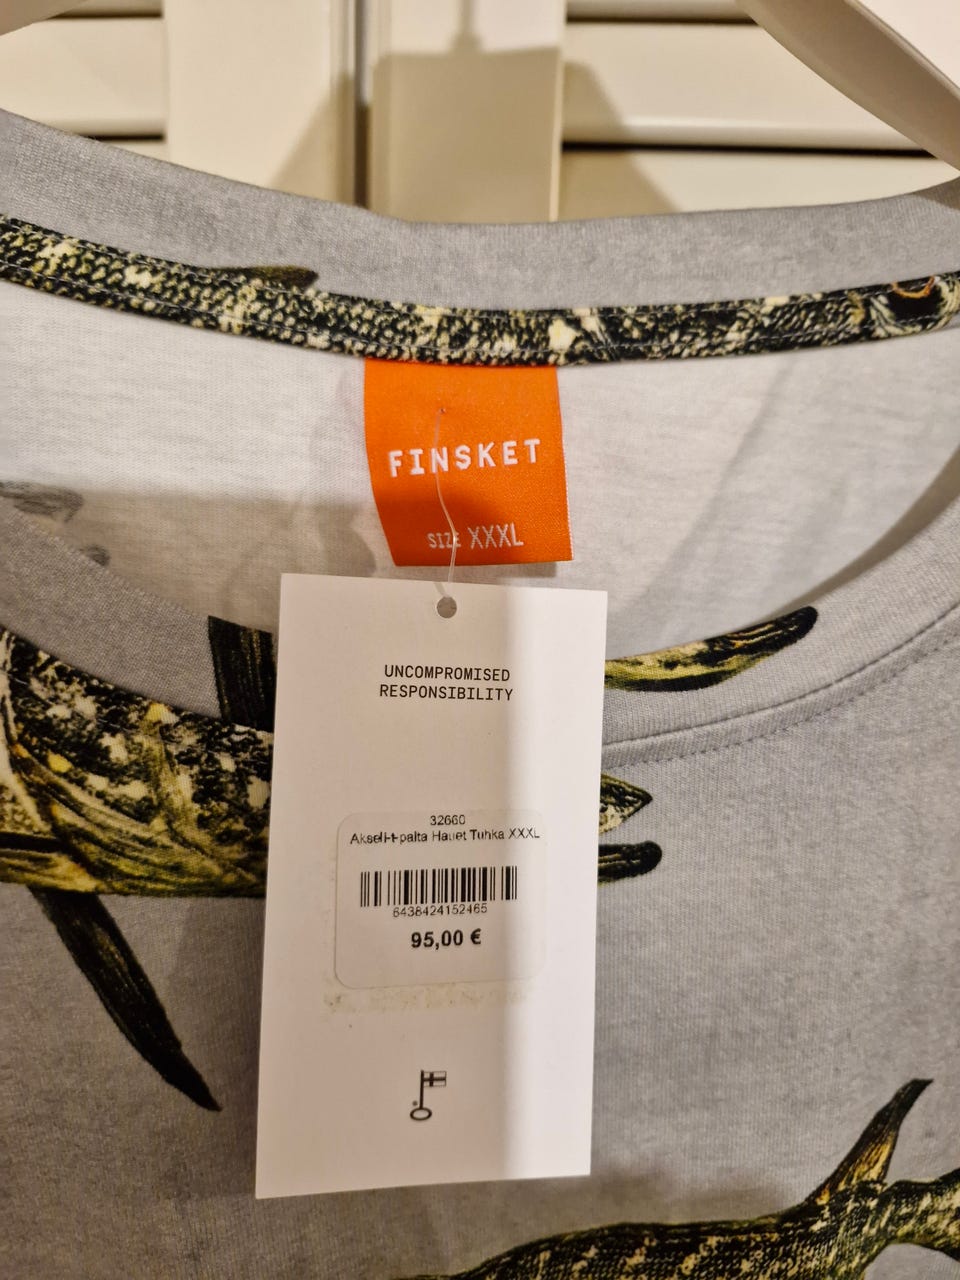 FINSKET
SIZE XXXL
UNCOMPROMISED
RESPONSIBILITY
32660
Akseli-t-paita Hauet Tuhka XXXL
6438424152465
95,00 €